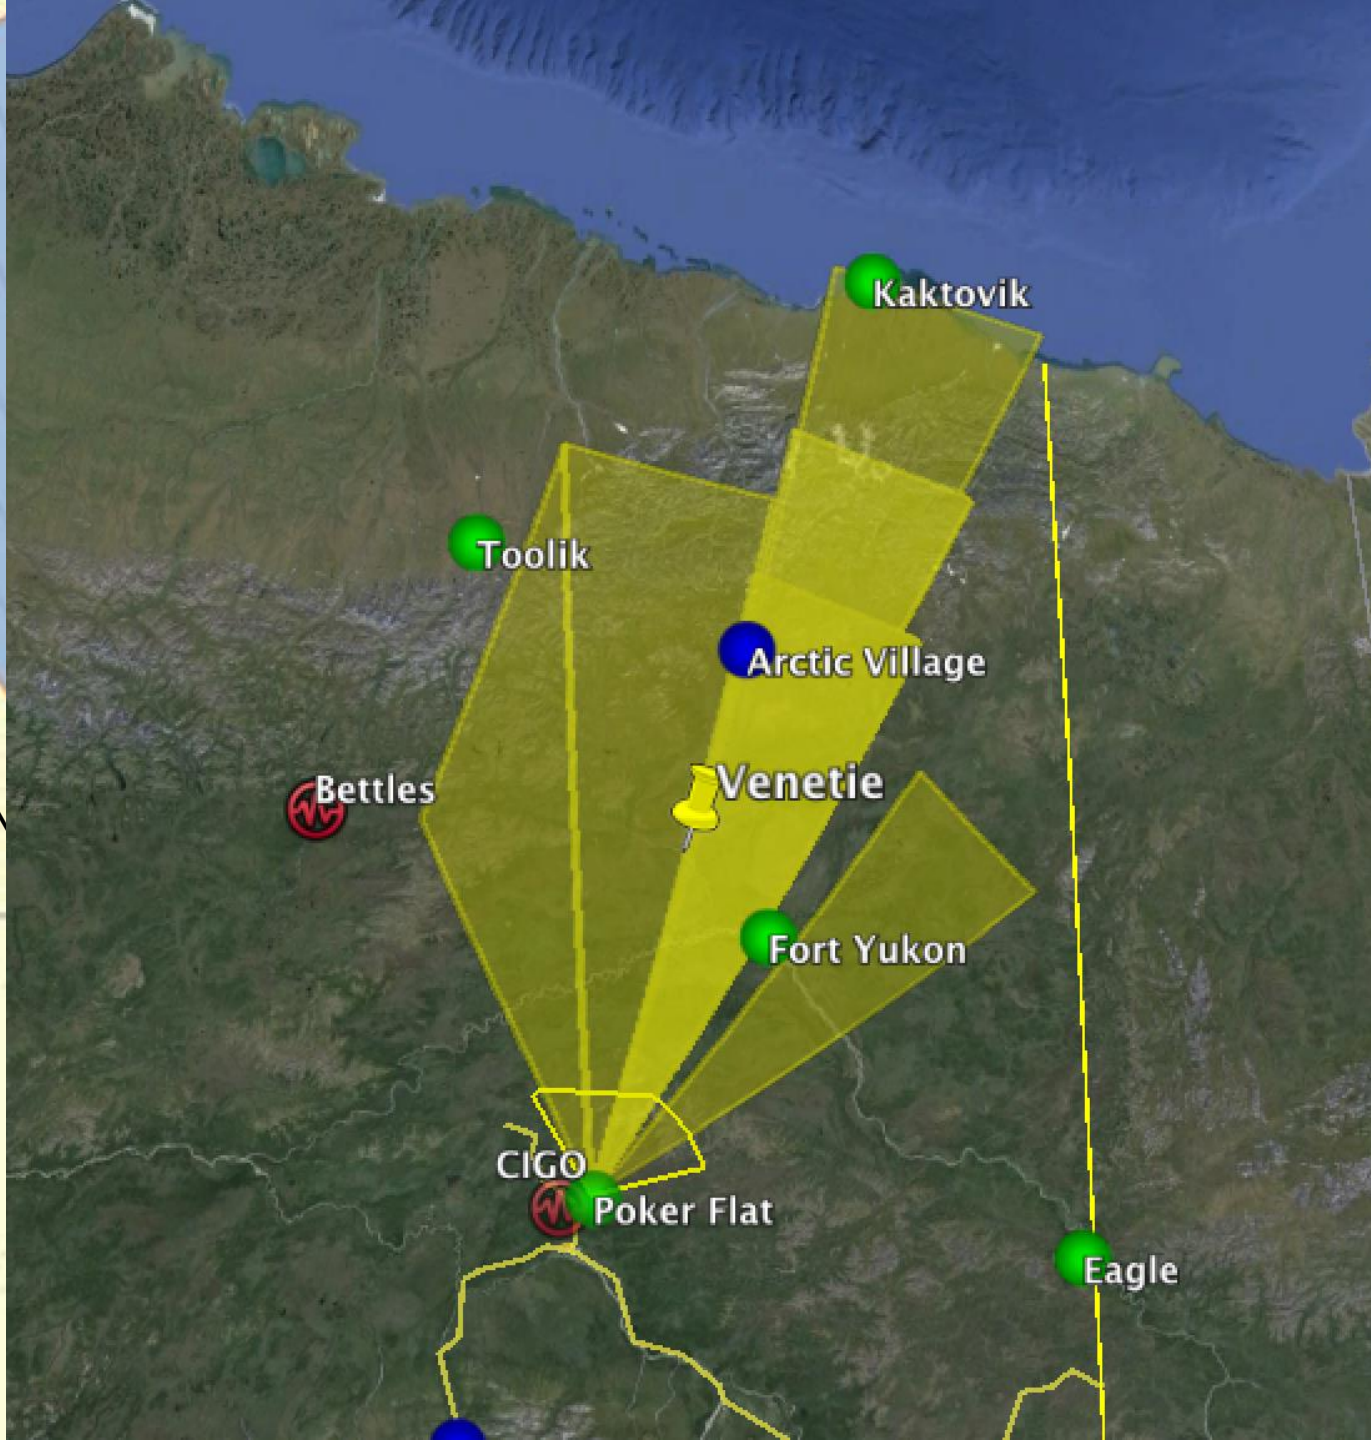 Kaktovik
Toolik
Arctic Village
Venetie
Bettles
Fort Yukon
CIGO
Poker Flat
Eagle